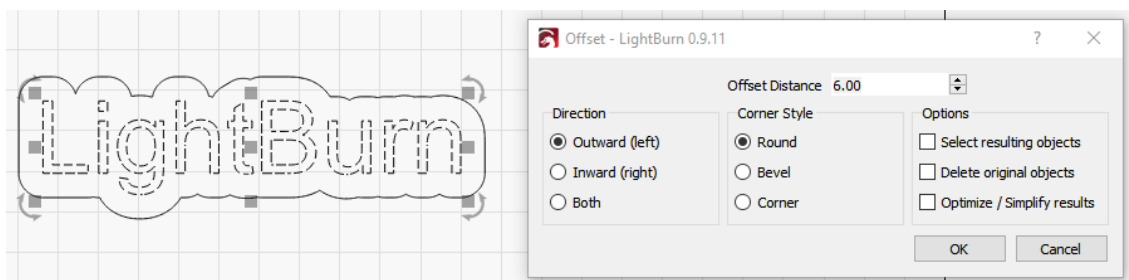 LightBurn
Offset - LightBurn 0.9.11
Offset Distance 6.00
Direction Corner Style Options
Outward (left) Round Select resulting objects
Inward (right) Bevel Delete original objects
Both Corner Optimize / Simplify results
OK Cancel